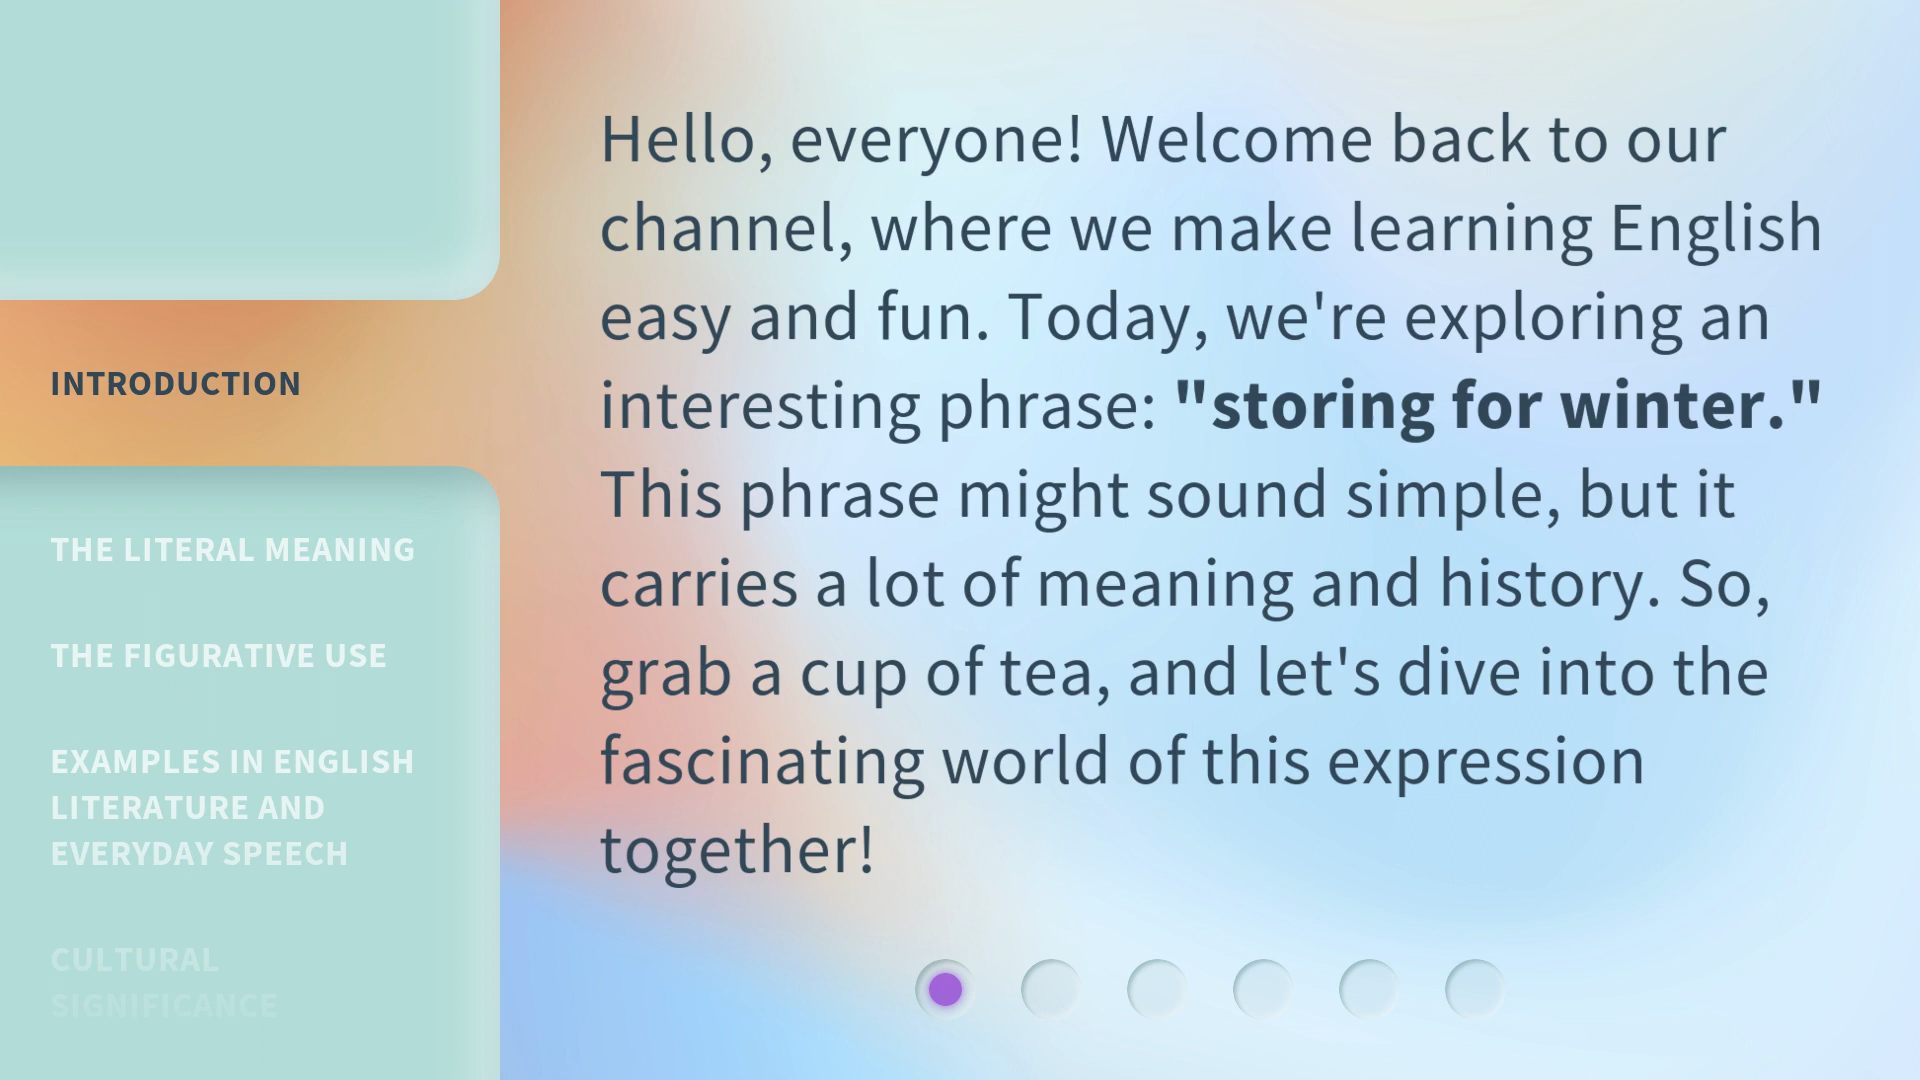 INTRODUCTION
THE LITERAL MEANING
THE FIGURATIVE USE
EXAMPLES IN ENGLISH
LITERATURE AND
EVERYDAY SPEECH
CULTURAL
SIGNIFICANCE
Hello, everyone! Welcome back to our
channel, where we make learning English
easy and fun. Today, we're exploring an
interesting phrase: "storing for winter."
This phrase might sound simple, but it
carries a lot of meaning and history. So,
grab a cup of tea, and let's dive into the
fascinating world of this expression
together!